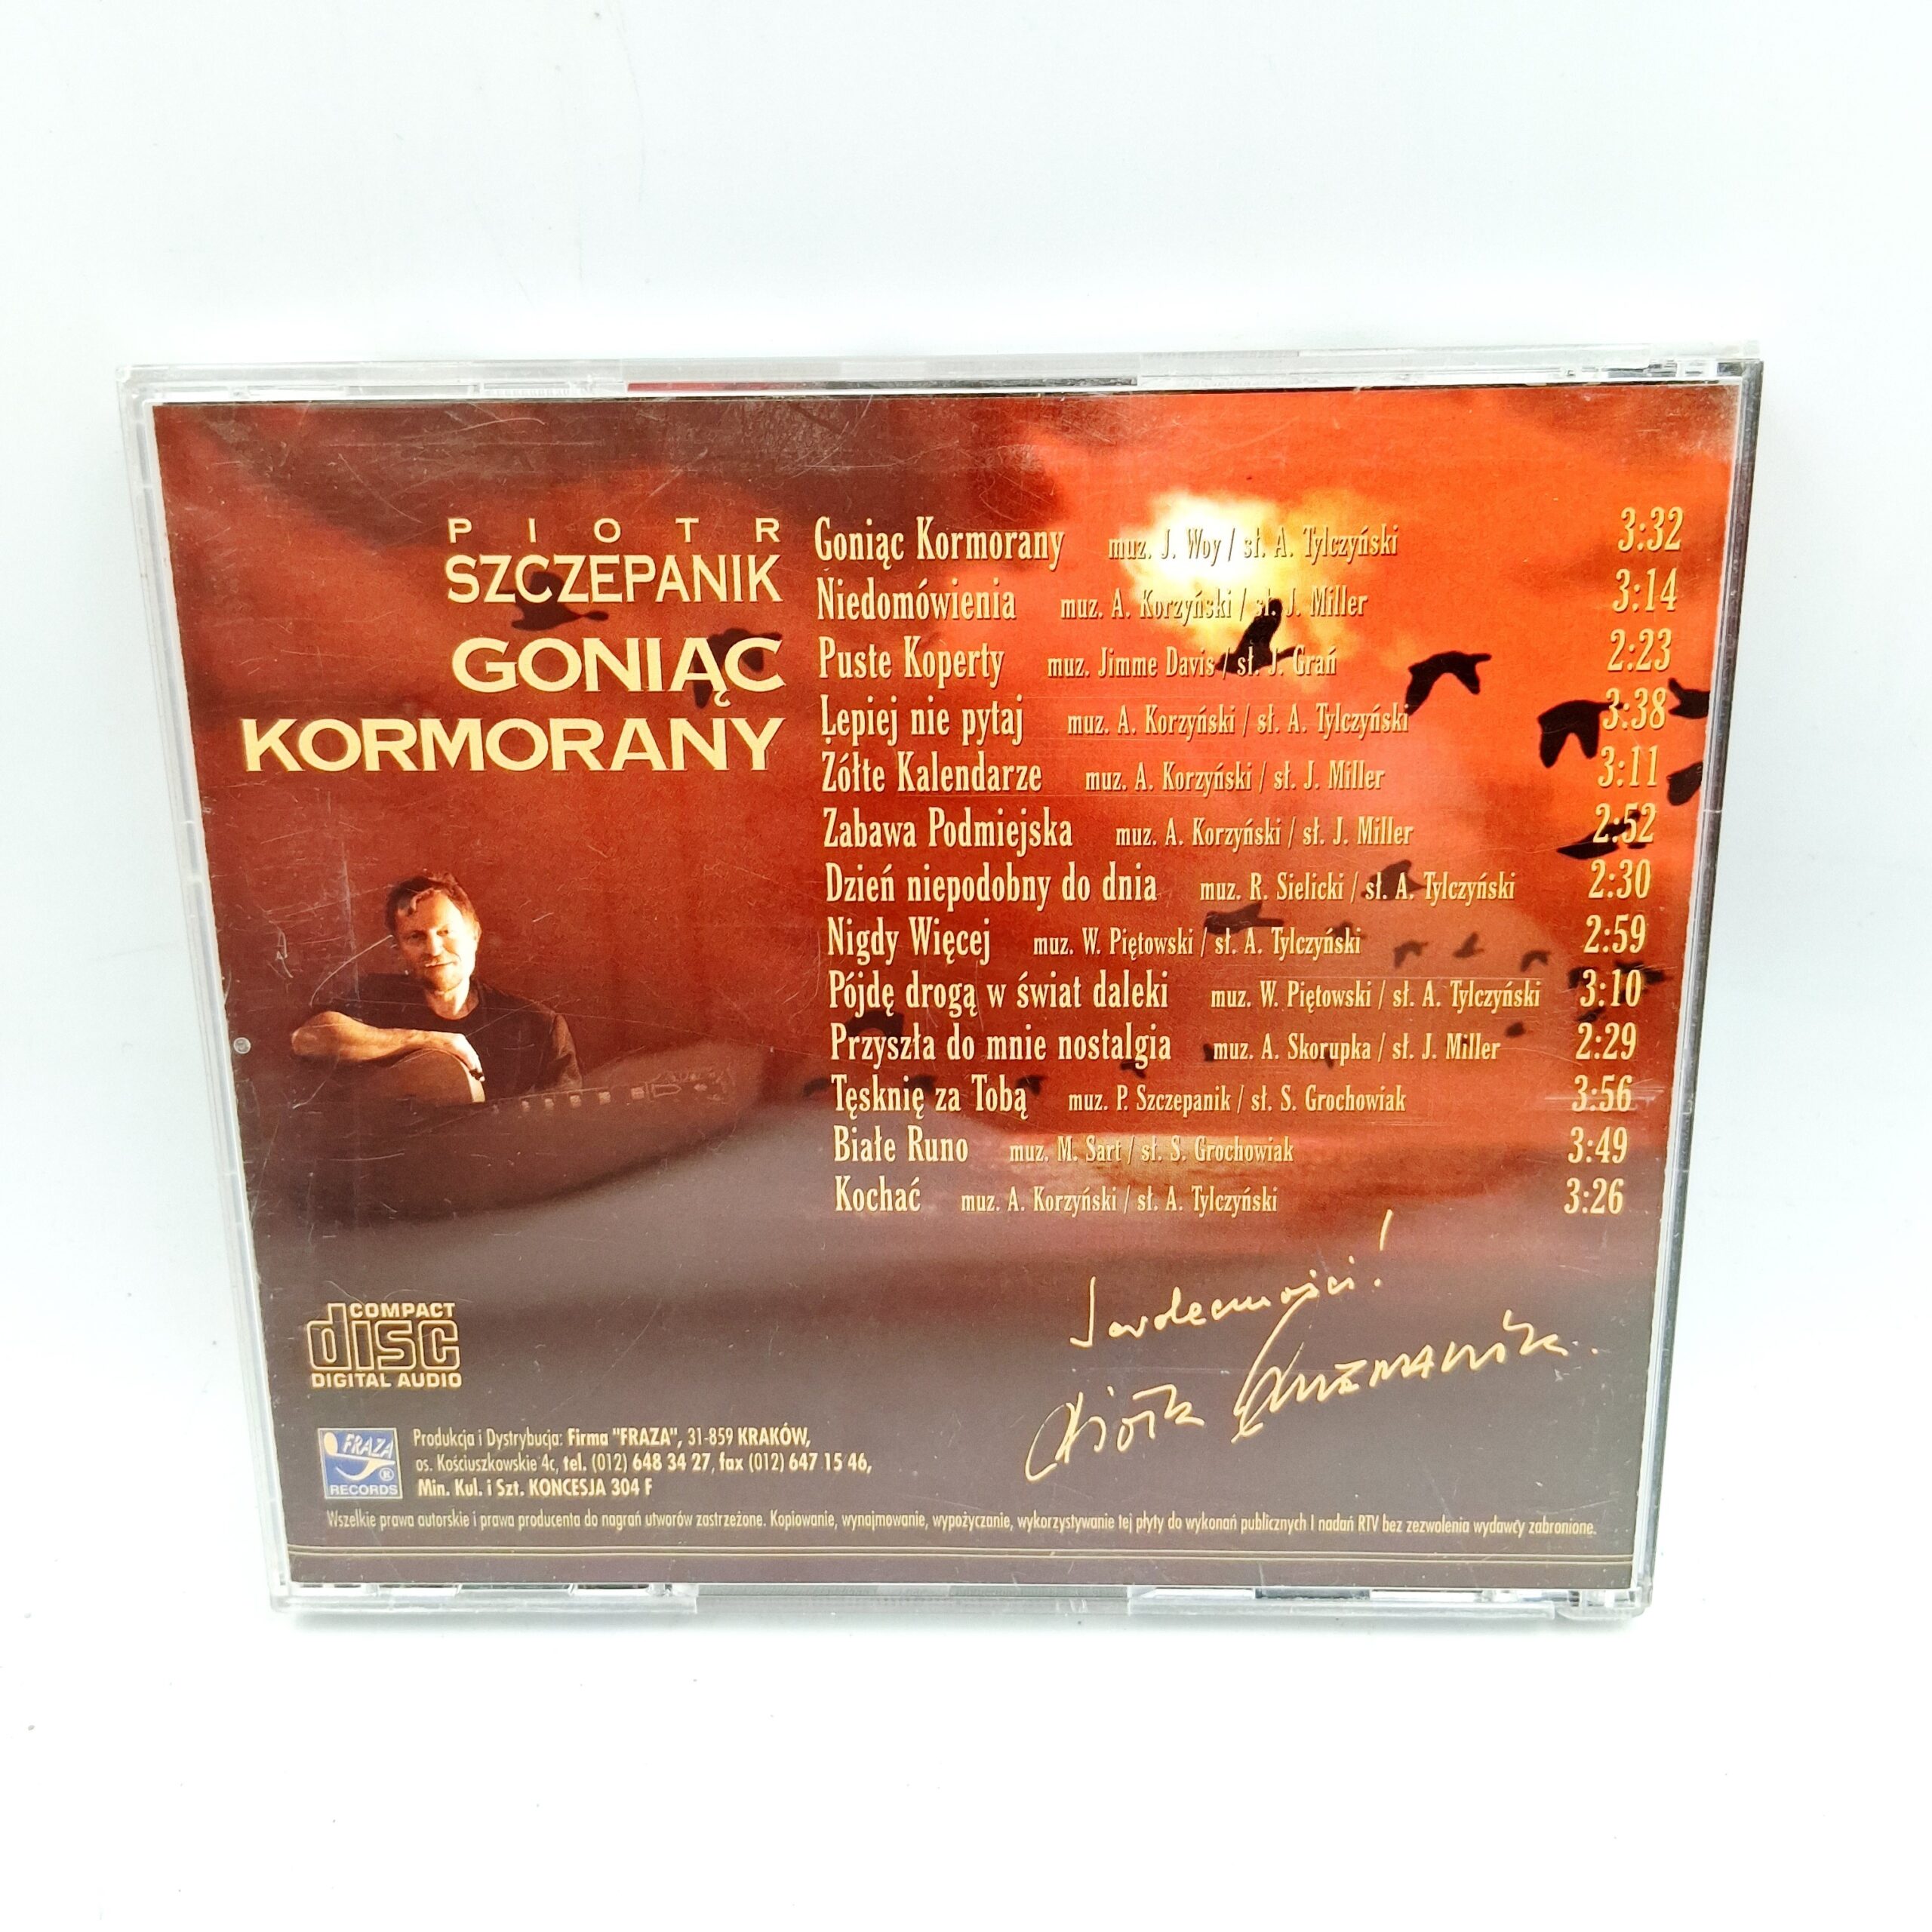 PIOTR
SZCZEPANIK
GONIĄC
KORMORANY
Goniąc Kormorany muz. J. Woy / sł. A. Tylczyński 3:32
Niedomówienia muz. A. Korzyński / sł. J. Miller 3:14
Puste Koperty muz. Jimme Davis / sł. J. Grań 2:23
Lepiej nie pytaj muz. A. Korzyński / sł. A. Tylczyński 3:38
Żółte Kalendarze muz. A. Korzyński / sł. J. Miller 3:11
Zabawa Podmiejska muz. A. Korzyński / sł. J. Miller 2:52
Dzień niepodobny do dnia muz. R. Sielicki / sł. A. Tylczyński 2:30
Nigdy Więcej muz. W. Piętowski / sł. A. Tylczyński 2:59
Pójdę drogą w świat daleki muz. W. Piętowski / sł. A. Tylczyński 3:10
Przyszła do mnie nostalgia muz. A. Skorupka / sł. J. Miller 2:29
Tęsknię za Tobą muz. P. Szczepanik / sł. S. Grochowiak 3:56
Białe Runo muz. M. Sart / sł. S. Grochowiak 3:49
Kochać muz. A. Korzyński / sł. A. Tylczyński 3:26
COMPACT
disc
DIGITAL AUDIO
FRAZA
®
RECORDS
Produkcja i Dystrybucja: Firma "FRAZA", 31-859 KRAKÓW,
os. Kościuszkowskie 4c, tel. (012) 648 34 27, fax (012) 647 15 46,
Min. Kul. i Szt. KONCESJA 304 F
Wszelkie prawa autorskie i prawa producenta do nagrań utworów zastrzeżone. Kopiowanie, wynajmowanie, wypożyczanie, wykorzystywanie tej płyty do wykonań publicznych I nadań RTV bez zezwolenia wydawcy zabronione.